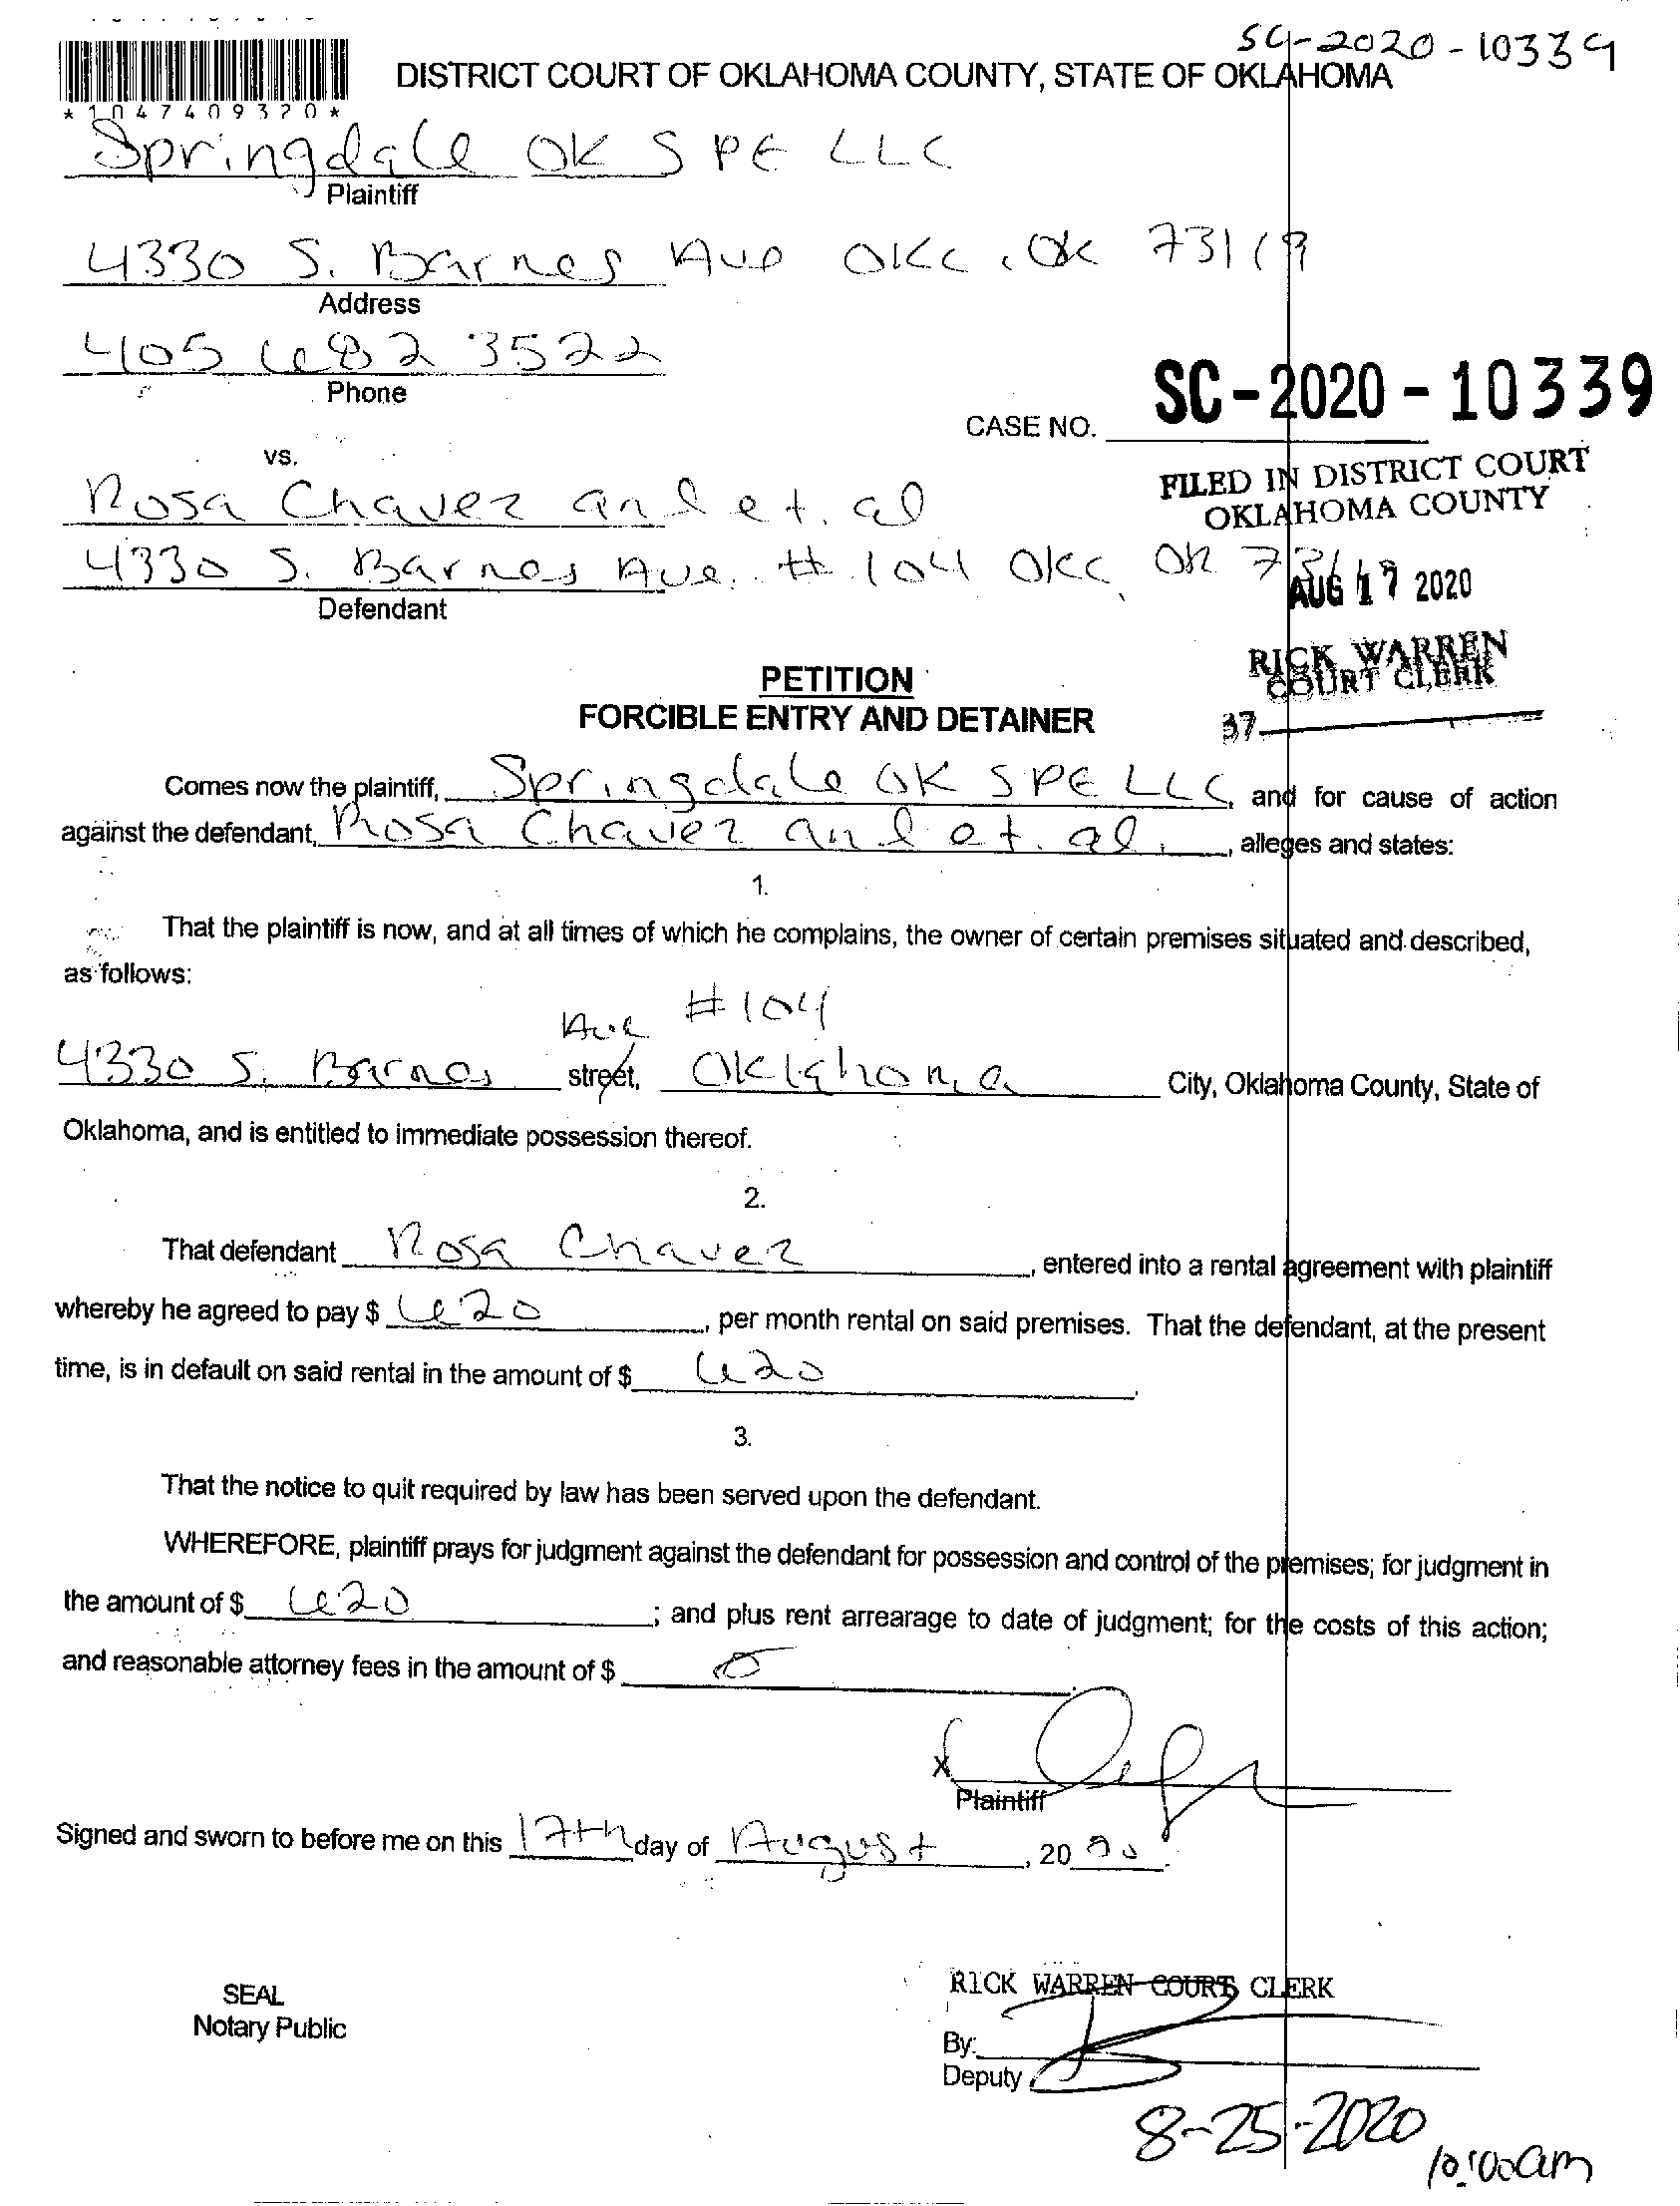 SC-2020-10339
DISTRICT COURT OF OKLAHOMA COUNTY, STATE OF OKLAHOMA
*1047409320*
Springdale OK SPE LLC
Plaintiff
4330 S. Barnes Ave OKC, OK 73119
Address
405 682 3522
Phone
SC-2020-10339
CASE NO.
vs.
FILED IN DISTRICT COURT
OKLAHOMA COUNTY
Rosa Chavez and et. al
4330 S. Barnes Ave. #104 OKC, OK 73119
AUG 17 2020
Defendant
RICK WARREN
COURT CLERK
37
PETITION
FORCIBLE ENTRY AND DETAINER
Comes now the plaintiff, Springdale OK SPE LLC, and for cause of action
against the defendant, Rosa Chavez and et. al., alleges and states:
1.
That the plaintiff is now, and at all times of which he complains, the owner of certain premises situated and described,
as follows:
Ave #104
4330 S. Barnes street, Oklahoma City, Oklahoma County, State of
Oklahoma, and is entitled to immediate possession thereof.
2.
That defendant Rosa Chavez, entered into a rental agreement with plaintiff
whereby he agreed to pay $ 620, per month rental on said premises. That the defendant, at the present
time, is in default on said rental in the amount of $ 620.
3.
That the notice to quit required by law has been served upon the defendant.
WHEREFORE, plaintiff prays for judgment against the defendant for possession and control of the premises; for judgment in
the amount of $ 620; and plus rent arrearage to date of judgment; for the costs of this action;
and reasonable attorney fees in the amount of $ 0.
X
Plaintiff
Signed and sworn to before me on this 17th day of August, 2020.
RICK WARREN COURT CLERK
SEAL
Notary Public
By:
Deputy
8-25-2020
10:00am